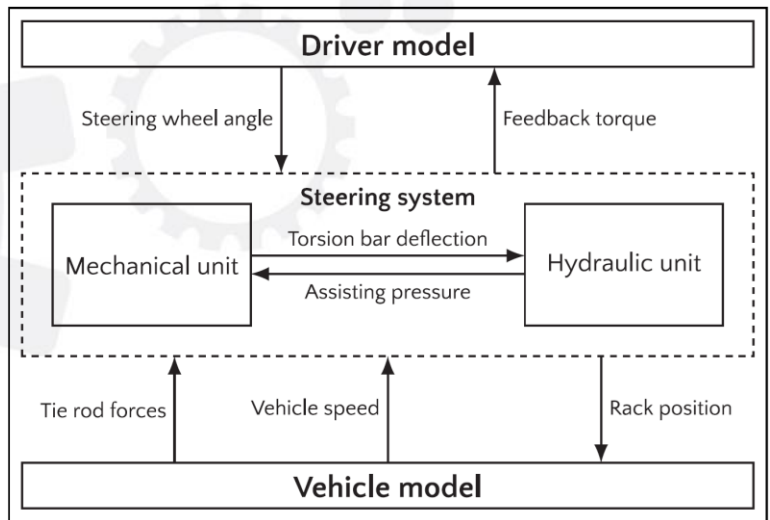 Driver model
Steering wheel angle
Feedback torque
Steering system
Mechanical unit
Torsion bar deflection
Assisting pressure
Hydraulic unit
Tie rod forces
Vehicle speed
Rack position
Vehicle model